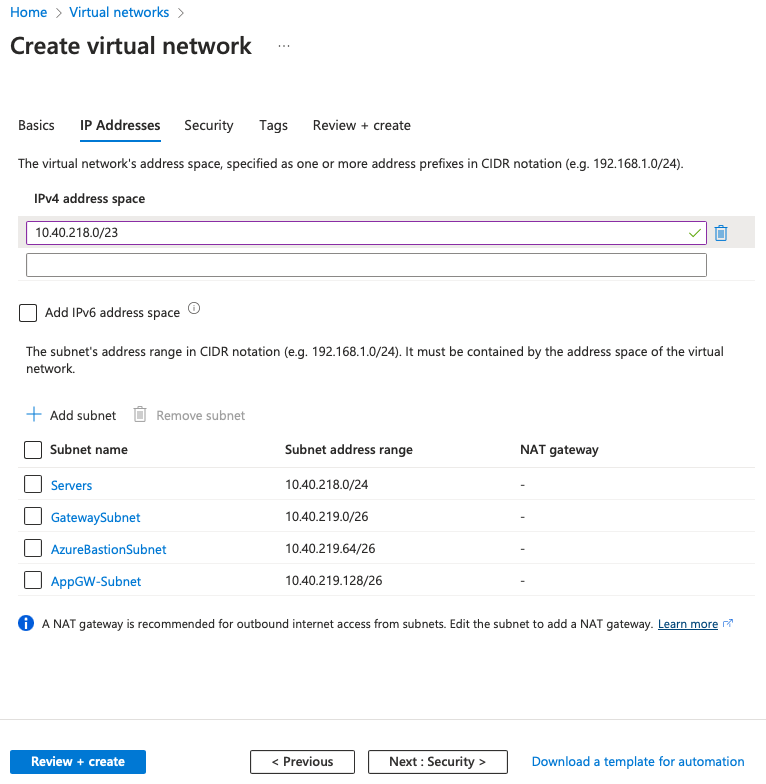 Home > Virtual networks >
Create virtual network ...
Basics IP Addresses Security Tags Review + create
The virtual network's address space, specified as one or more address prefixes in CIDR notation (e.g. 192.168.1.0/24).
IPv4 address space
10.40.218.0/23
Add IPv6 address space
The subnet's address range in CIDR notation (e.g. 192.168.1.0/24). It must be contained by the address space of the virtual
network.
Add subnet Remove subnet
Subnet name Subnet address range NAT gateway
Servers 10.40.218.0/24 -
GatewaySubnet 10.40.219.0/26 -
AzureBastionSubnet 10.40.219.64/26 -
AppGW-Subnet 10.40.219.128/26 -
A NAT gateway is recommended for outbound internet access from subnets. Edit the subnet to add a NAT gateway. Learn more
Review + create < Previous Next : Security > Download a template for automation